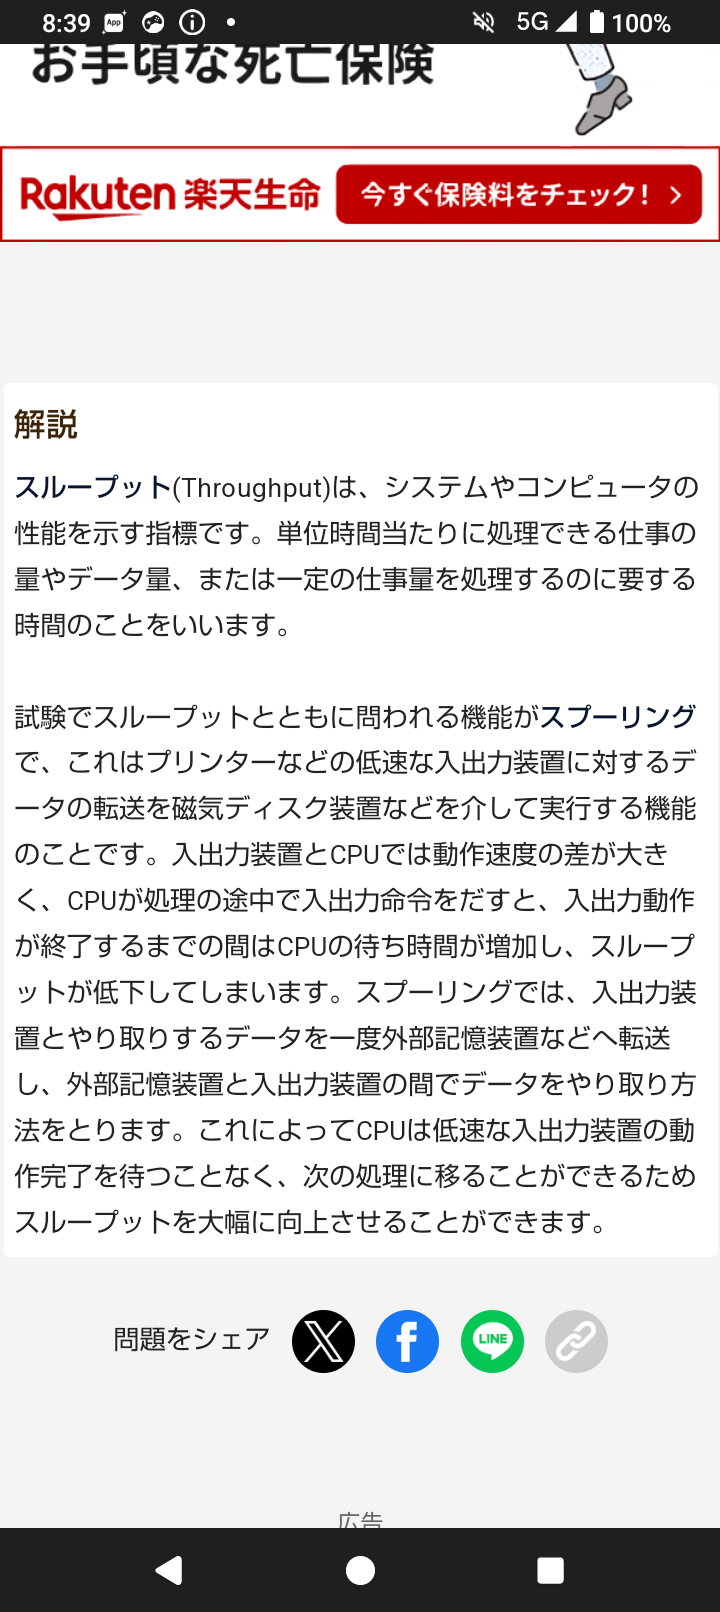 8:39 App 5G 100%
お手頃な死亡保険
Rakuten 楽天生命 今すぐ保険料をチェック!
解説
スループット(Throughput)は、システムやコンピュータの
性能を示す指標です。単位時間当たりに処理できる仕事の
量やデータ量、または一定の仕事量を処理するのに要する
時間のことをいいます。
試験でスループットとともに問われる機能がスプーリング
で、これはプリンターなどの低速な入出力装置に対するデ
ータの転送を磁気ディスク装置などを介して実行する機能
のことです。入出力装置とCPUでは動作速度の差が大き
く、CPUが処理の途中で入出力命令をだすと、入出力動作
が終了するまでの間はCPUの待ち時間が増加し、スループ
ットが低下してしまいます。スプーリングでは、入出力装
置とやり取りするデータを一度外部記憶装置などへ転送
し、外部記憶装置と入出力装置の間でデータをやり取り方
法をとります。これによってCPUは低速な入出力装置の動
作完了を待つことなく、次の処理に移ることができるため
スループットを大幅に向上させることができます。
問題をシェア LINE
広告